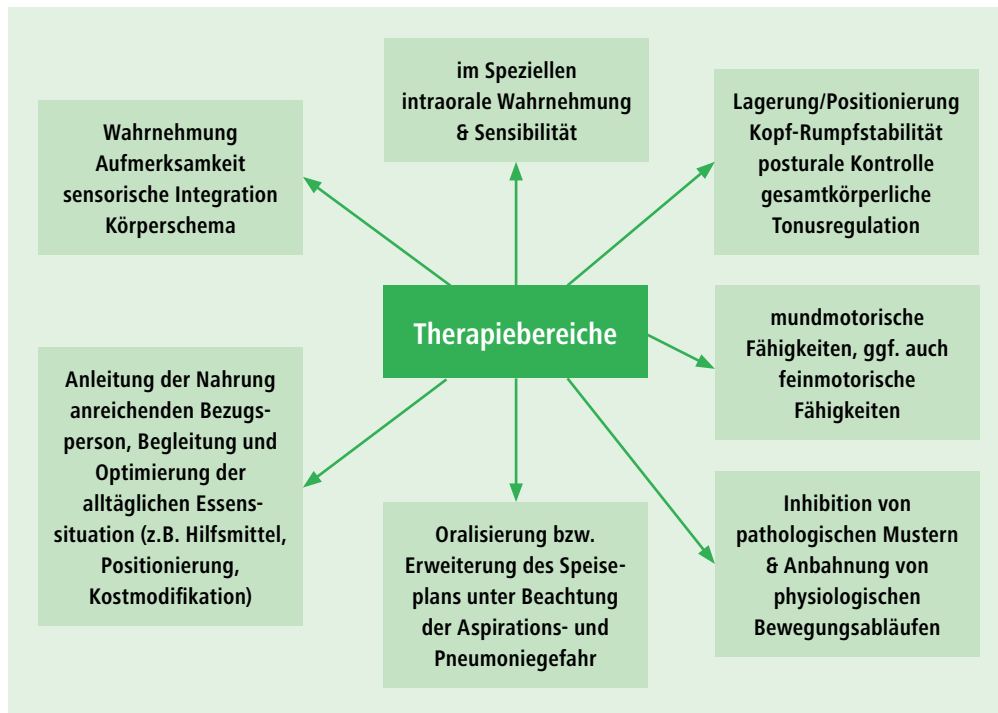 im Speziellen
intraorale Wahrnehmung
& Sensibilität
Wahrnehmung
Aufmerksamkeit
sensorische Integration
Körperschema
Lagerung/Positionierung
Kopf-Rumpfstabilität
posturale Kontrolle
gesamtkörperliche
Tonusregulation
Therapiebereiche
mundmotorische
Fähigkeiten, ggf. auch
feinmotorische
Fähigkeiten
Anleitung der Nahrung
anreichenden Bezugs-
person, Begleitung und
Optimierung der
alltäglichen Essens-
situation (z.B. Hilfsmittel,
Positionierung,
Kostmodifikation)
Oralisierung bzw.
Erweiterung des Speise-
plans unter Beachtung
der Aspirations- und
Pneumoniegefahr
Inhibition von
pathologischen Mustern
& Anbahnung von
physiologischen
Bewegungsabläufen